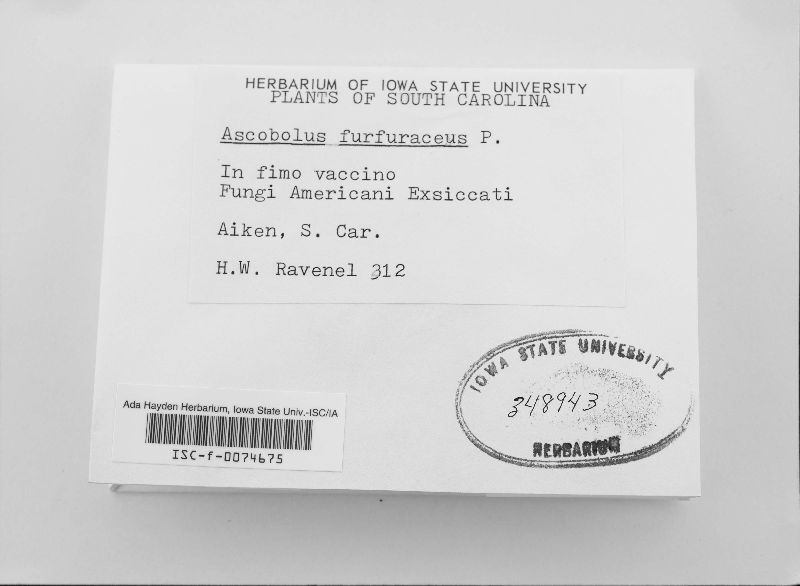 HERBARIUM OF IOWA STATE UNIVERSITY
PLANTS OF SOUTH CAROLINA
Ascobolus furfuraceus P.
In fimo vaccino
Fungi Americani Exsiccati
Aiken, S. Car.
H.W. Ravenel 312
IOWA STATE UNIVERSITY
348943
HERBARIUM
Ada Hayden Herbarium, Iowa State Univ.-ISC/IA
ISC-f-0074675